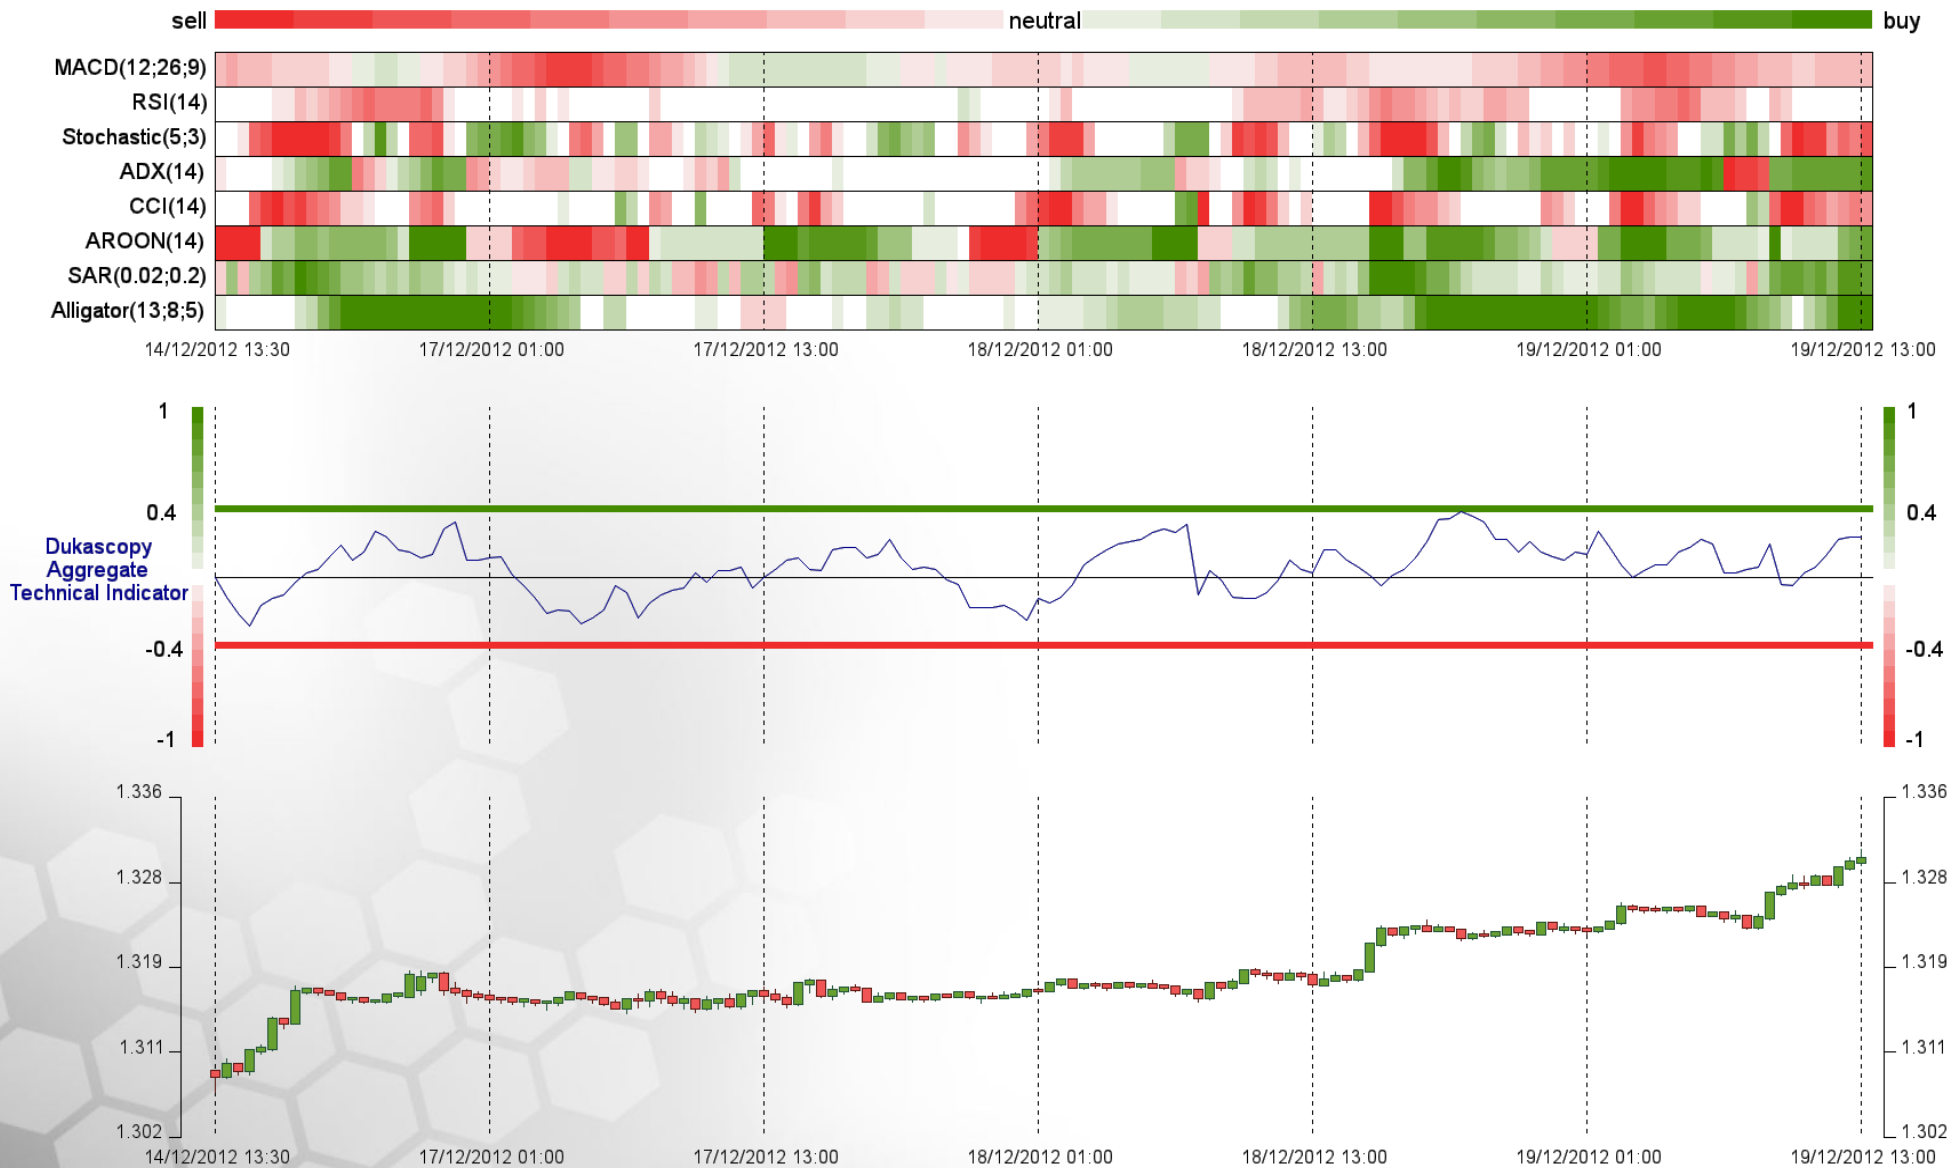 sell neutral buy
MACD(12;26;9)
RSI(14)
Stochastic(5;3)
ADX(14)
CCI(14)
AROON(14)
SAR(0.02;0.2)
Alligator(13;8;5)
14/12/2012 13:30 17/12/2012 01:00 17/12/2012 13:00 18/12/2012 01:00 18/12/2012 13:00 19/12/2012 01:00 19/12/2012 13:00
1 1
0.4 0.4
Dukascopy
Aggregate
Technical Indicator
-0.4 -0.4
-1 -1
1.336 1.336
1.328 1.328
1.319 1.319
1.311 1.311
1.302 1.302
14/12/2012 13:30 17/12/2012 01:00 17/12/2012 13:00 18/12/2012 01:00 18/12/2012 13:00 19/12/2012 01:00 19/12/2012 13:00